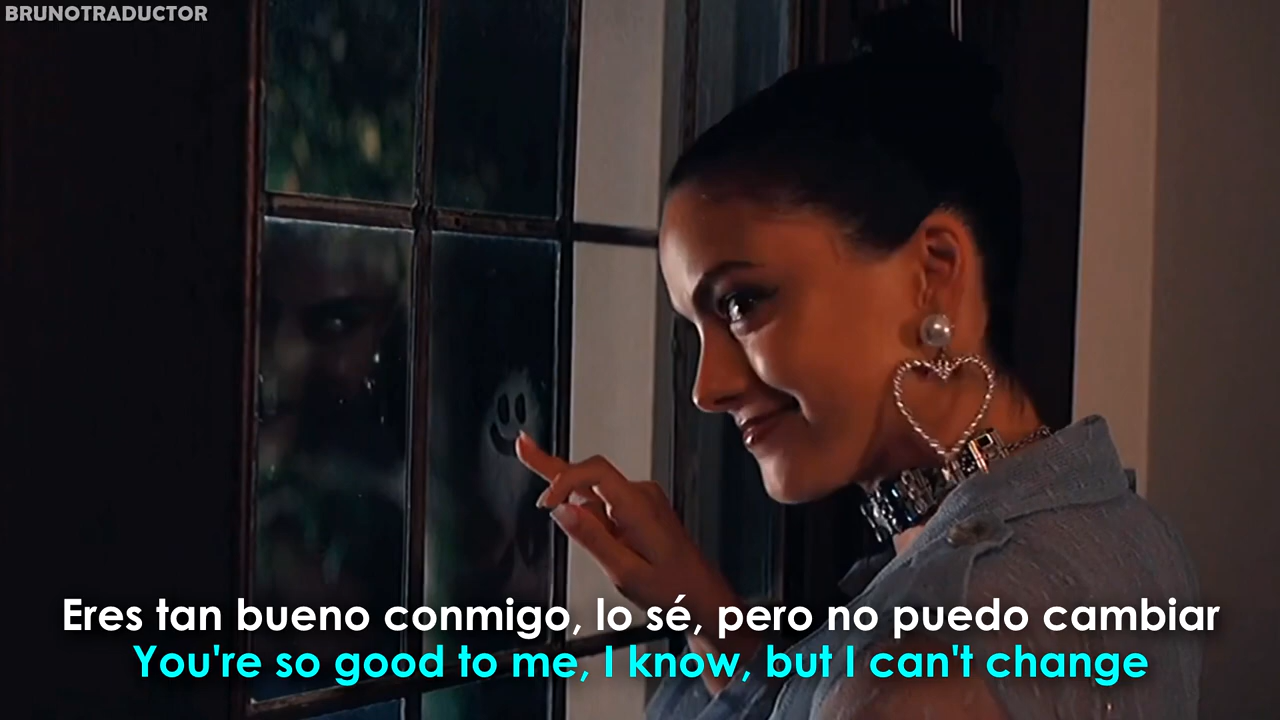 BRUNOTRADUCTOR
Eres tan bueno conmigo, lo sé, pero no puedo cambiar
You're so good to me, I know, but I can't change